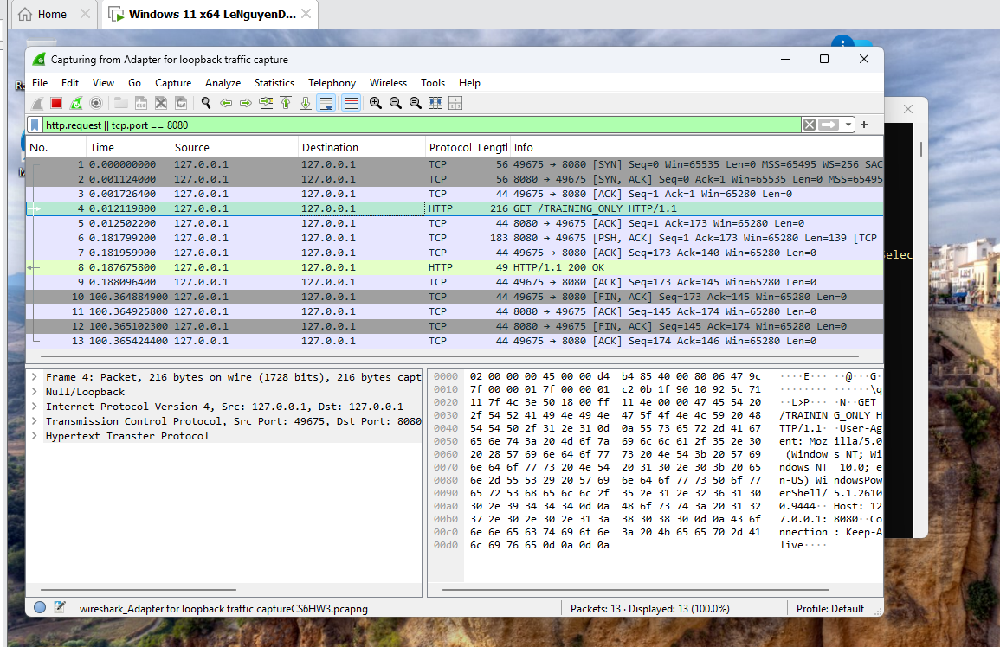 Home
Windows 11 x64 LeNguyenD...
Capturing from Adapter for loopback traffic capture
File Edit View Go Capture Analyze Statistics Telephony Wireless Tools Help
http.request || tcp.port == 8080
No. Time Source Destination Protocol Lengtl Info
1 0.000000000 127.0.0.1 127.0.0.1 TCP 56 49675 → 8080 [SYN] Seq=0 Win=65535 Len=0 MSS=65495 WS=256 SAC
2 0.001124000 127.0.0.1 127.0.0.1 TCP 56 8080 → 49675 [SYN, ACK] Seq=0 Ack=1 Win=65535 Len=0 MSS=65495
3 0.001726400 127.0.0.1 127.0.0.1 TCP 44 49675 → 8080 [ACK] Seq=1 Ack=1 Win=65280 Len=0
4 0.012119800 127.0.0.1 127.0.0.1 HTTP 216 GET /TRAINING_ONLY HTTP/1.1
5 0.012502200 127.0.0.1 127.0.0.1 TCP 44 8080 → 49675 [ACK] Seq=1 Ack=173 Win=65280 Len=0
6 0.181799200 127.0.0.1 127.0.0.1 TCP 183 8080 → 49675 [PSH, ACK] Seq=1 Ack=173 Win=65280 Len=139 [TCP
7 0.181959900 127.0.0.1 127.0.0.1 TCP 44 49675 → 8080 [ACK] Seq=173 Ack=140 Win=65280 Len=0
8 0.187675800 127.0.0.1 127.0.0.1 HTTP 49 HTTP/1.1 200 OK
9 0.188096400 127.0.0.1 127.0.0.1 TCP 44 49675 → 8080 [ACK] Seq=173 Ack=145 Win=65280 Len=0
10 100.364884900 127.0.0.1 127.0.0.1 TCP 44 49675 → 8080 [FIN, ACK] Seq=173 Ack=145 Win=65280 Len=0
11 100.364925800 127.0.0.1 127.0.0.1 TCP 44 8080 → 49675 [ACK] Seq=145 Ack=174 Win=65280 Len=0
12 100.365102300 127.0.0.1 127.0.0.1 TCP 44 8080 → 49675 [FIN, ACK] Seq=145 Ack=174 Win=65280 Len=0
13 100.365424400 127.0.0.1 127.0.0.1 TCP 44 49675 → 8080 [ACK] Seq=174 Ack=146 Win=65280 Len=0
Selec
Frame 4: Packet, 216 bytes on wire (1728 bits), 216 bytes capt
Null/Loopback
Internet Protocol Version 4, Src: 127.0.0.1, Dst: 127.0.0.1
Transmission Control Protocol, Src Port: 49675, Dst Port: 8080
Hypertext Transfer Protocol
0000 02 00 00 00 45 00 00 d4 b4 85 40 00 80 06 47 9c ····E··· ··@···G·
0010 7f 00 00 01 7f 00 00 01 c2 0b 1f 90 10 92 5c 71 ········ ······\q
0020 11 7f 4c 3e 50 18 00 ff 11 4e 00 00 47 45 54 20 ··L>P··· ·N··GET
0030 2f 54 52 41 49 4e 49 4e 47 5f 4f 4e 4c 59 20 48 /TRAININ G_ONLY H
0040 54 54 50 2f 31 2e 31 0d 0a 55 73 65 72 2d 41 67 TTP/1.1· ·User-Ag
0050 65 6e 74 3a 20 4d 6f 7a 69 6c 6c 61 2f 35 2e 30 ent: Moz illa/5.0
0060 20 28 57 69 6e 64 6f 77 73 20 4e 54 3b 20 57 69 (Window s NT; Wi
0070 6e 64 6f 77 73 20 4e 54 20 31 30 2e 30 3b 20 65 ndows NT 10.0; e
0080 6e 2d 55 53 29 20 57 69 6e 64 6f 77 73 50 6f 77 n-US) Wi ndowsPow
0090 65 72 53 68 65 6c 6c 2f 35 2e 31 2e 32 36 31 30 erShell/ 5.1.2610
00a0 30 2e 39 34 34 34 0d 0a 48 6f 73 74 3a 20 31 32 0.9444·· Host: 12
00b0 37 2e 30 2e 30 2e 31 3a 38 30 38 30 0d 0a 43 6f 7.0.0.1: 8080··Co
00c0 6e 6e 65 63 74 69 6f 6e 3a 20 4b 65 65 70 2d 41 nnection : Keep-A
00d0 6c 69 76 65 0d 0a 0d 0a live····
wireshark_Adapter for loopback traffic captureCS6HW3.pcapng
Packets: 13 · Displayed: 13 (100.0%)
Profile: Default